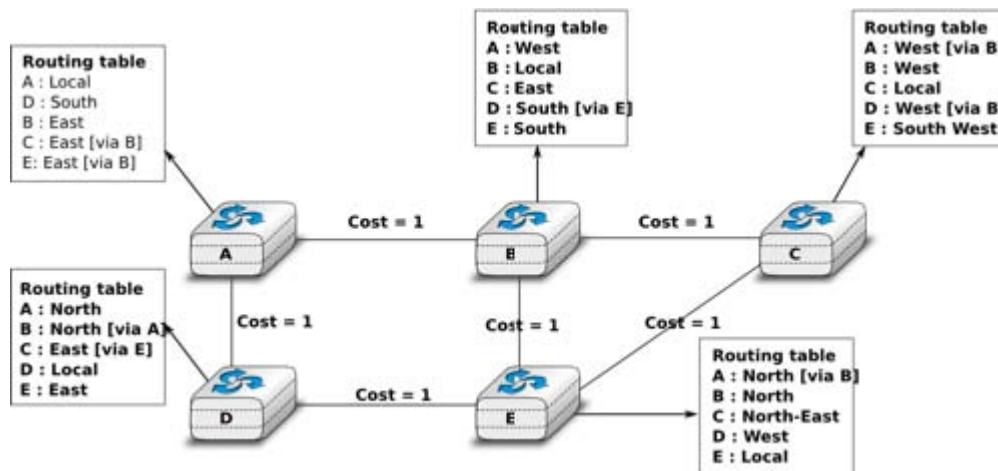 Routing table
A : Local
D : South
B : East
C : East [via B]
E: East [via B]
Routing table
A : West
B : Local
C : East
D : South [via E]
E : South
Routing table
A : West [via B
B : West
C : Local
D : West [via B
E : South West
A
Cost = 1
B
Cost = 1
C
Cost = 1
Cost = 1
Cost = 1
Routing table
A : North
B : North [via A]
C : East [via E]
D : Local
E : East
D
Cost = 1
E
Routing table
A : North [via B]
B : North
C : North-East
D : West
E : Local